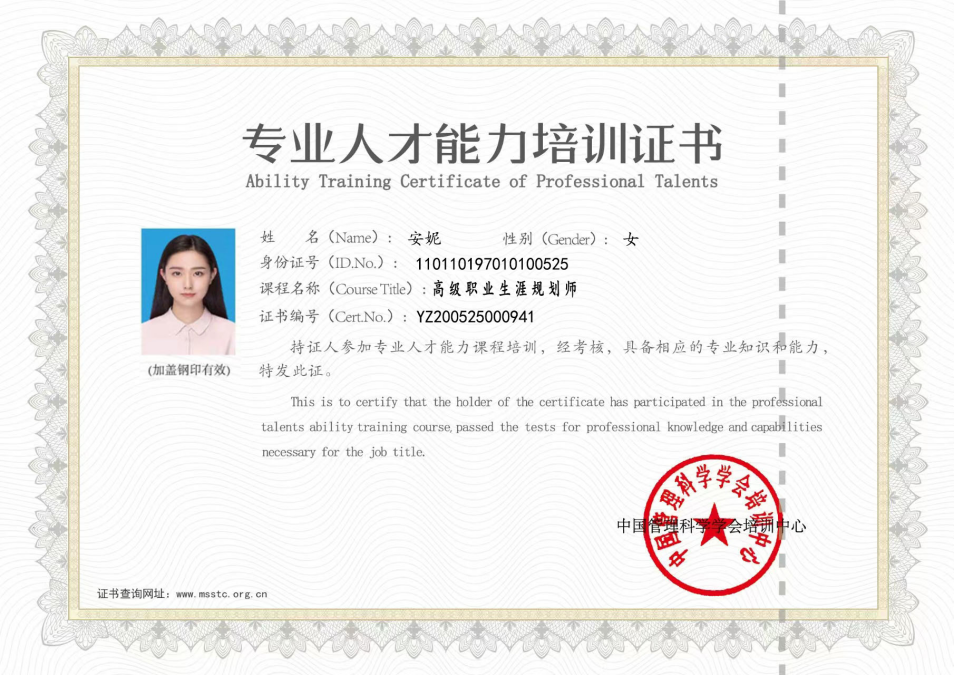 专业人才能力培训证书
Ability Training Certificate of Professional Talents
姓 名（Name）: 安妮 性别（Gender）: 女
身份证号（ID.No.）: 110110197010100525
课程名称（Course Title）: 高级职业生涯规划师
证书编号（Cert.No.）: YZ200525000941
持证人参加专业人才能力课程培训，经考核，具备相应的专业知识和能力，
特发此证。
(加盖钢印有效)
This is to certify that the holder of the certificate has participated in the professional
talents ability training course, passed the tests for professional knowledge and capabilities
necessary for the job title.
中国管理科学学会培训中心
中国管理科学学会培训中心
证书查询网址：www.msstc.org.cn